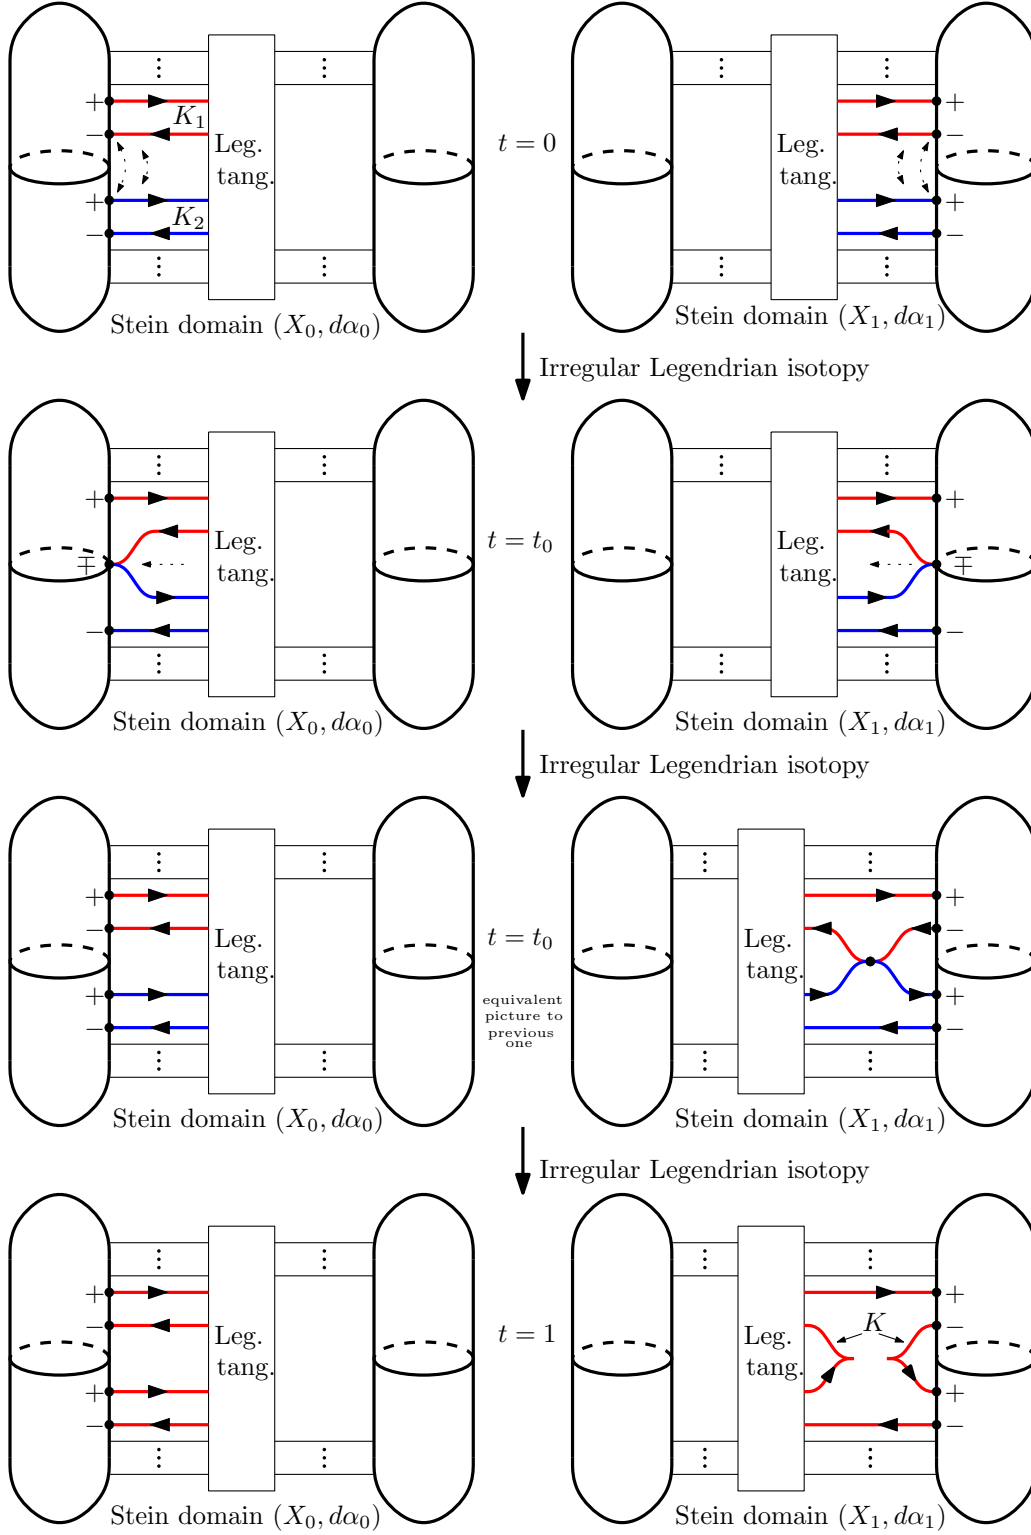 + K₁ Leg. t = 0 Leg. +
− tang. tang. −
+ K₂ +
− −
Stein domain (X₀, dα₀) Stein domain (X₁, dα₁)
Irregular Legendrian isotopy
+ Leg. t = t₀ Leg. +
∓ tang. tang. ∓
− −
Stein domain (X₀, dα₀) Stein domain (X₁, dα₁)
Irregular Legendrian isotopy
+ Leg. t = t₀ Leg. +
− tang. tang. −
+ equivalent +
picture to
− previous −
one
Stein domain (X₀, dα₀) Stein domain (X₁, dα₁)
Irregular Legendrian isotopy
+ Leg. t = 1 Leg. K +
− tang. tang. −
+ +
− −
Stein domain (X₀, dα₀) Stein domain (X₁, dα₁)